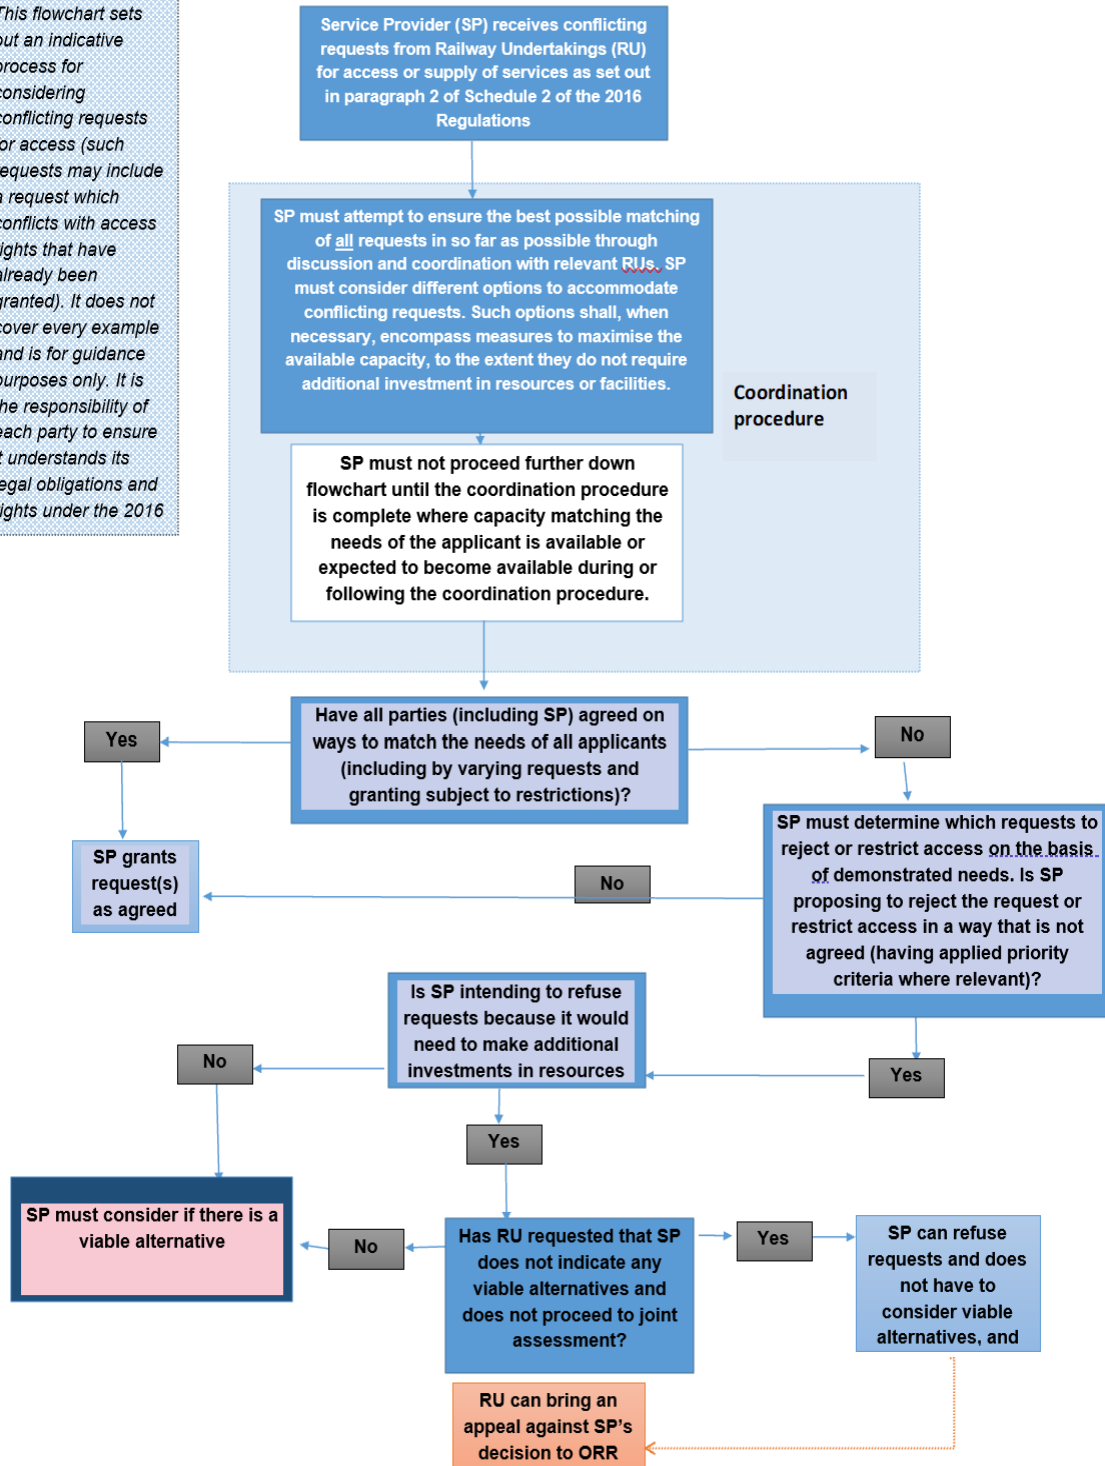 This flowchart sets
out an indicative
process for
considering
conflicting requests
for access (such
requests may include
a request which
conflicts with access
rights that have
already been
granted). It does not
cover every example
and is for guidance
purposes only. It is
the responsibility of
each party to ensure
it understands its
legal obligations and
rights under the 2016
Service Provider (SP) receives conflicting
requests from Railway Undertakings (RU)
for access or supply of services as set out
in paragraph 2 of Schedule 2 of the 2016
Regulations
SP must attempt to ensure the best possible matching
of all requests in so far as possible through
discussion and coordination with relevant RUs. SP
must consider different options to accommodate
conflicting requests. Such options shall, when
necessary, encompass measures to maximise the
available capacity, to the extent they do not require
additional investment in resources or facilities.
Coordination
procedure
SP must not proceed further down
flowchart until the coordination procedure
is complete where capacity matching the
needs of the applicant is available or
expected to become available during or
following the coordination procedure.
Have all parties (including SP) agreed on
ways to match the needs of all applicants
(including by varying requests and
granting subject to restrictions)?
Yes
No
SP grants
request(s)
as agreed
No
SP must determine which requests to
reject or restrict access on the basis
of demonstrated needs. Is SP
proposing to reject the request or
restrict access in a way that is not
agreed (having applied priority
criteria where relevant)?
Is SP intending to refuse
requests because it would
need to make additional
investments in resources
No
Yes
Yes
SP must consider if there is a
viable alternative
No
Has RU requested that SP
does not indicate any
viable alternatives and
does not proceed to joint
assessment?
Yes
SP can refuse
requests and does
not have to
consider viable
alternatives, and
RU can bring an
appeal against SP's
decision to ORR